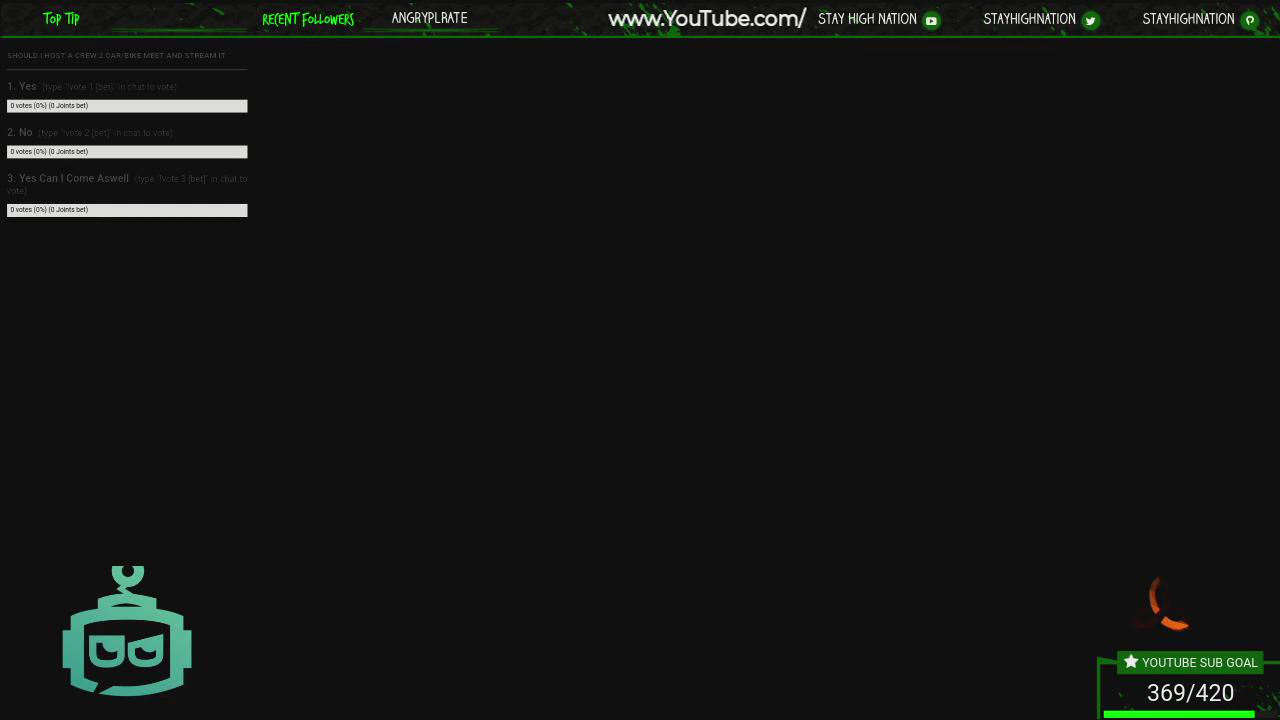 Top Tip
Recent Followers
ANGRYPLRATE
www.YouTube.com/
STAY HIGH NATION
STAYHIGHNATION
STAYHIGHNATION
SHOULD I HOST A CREW 2 CAR/BIKE MEET AND STREAM IT
1. Yes (type "!vote 1 [bet]" in chat to vote)
0 votes (0%) (0 Joints bet)
2. No (type "!vote 2 [bet]" in chat to vote)
0 votes (0%) (0 Joints bet)
3. Yes Can I Come Aswell (type "!vote 3 [bet]" in chat to
vote)
0 votes (0%) (0 Joints bet)
YOUTUBE SUB GOAL
369/420